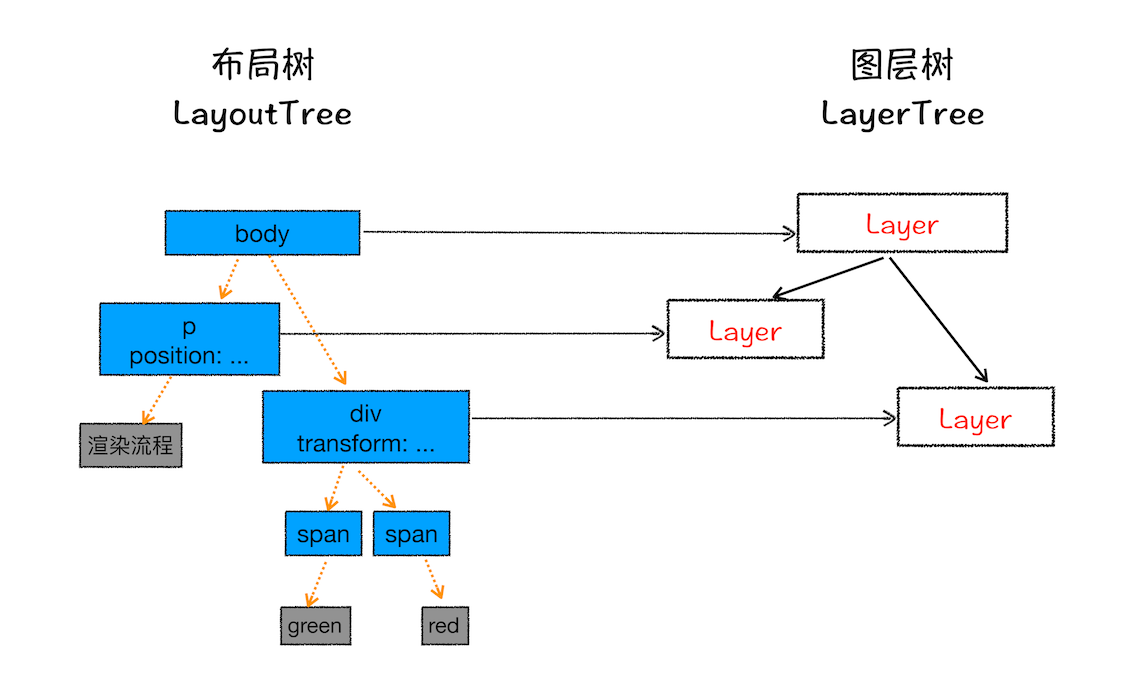 布局树
LayoutTree
图层树
LayerTree
body
Layer
p
position: ...
Layer
div
transform: ...
Layer
渲染流程
span
span
green
red